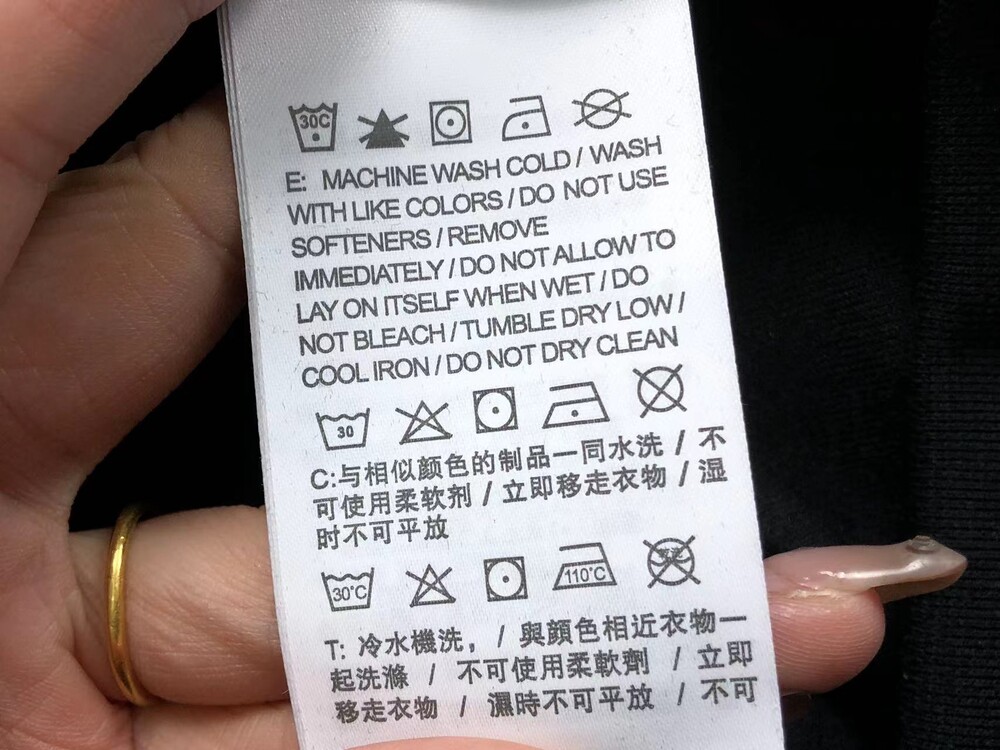 30C
E: MACHINE WASH COLD / WASH
WITH LIKE COLORS / DO NOT USE
SOFTENERS / REMOVE
IMMEDIATELY / DO NOT ALLOW TO
LAY ON ITSELF WHEN WET / DO
NOT BLEACH / TUMBLE DRY LOW /
COOL IRON / DO NOT DRY CLEAN
30
C:与相似颜色的制品一同水洗 / 不
可使用柔软剂 / 立即移走衣物 / 湿
时不可平放
30°C 110°C
T: 冷水機洗, / 與顏色相近衣物一
起洗滌 / 不可使用柔軟劑 / 立即
移走衣物 / 濕時不可平放 / 不可